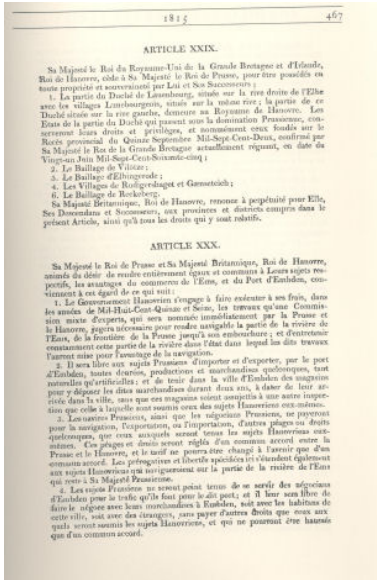 1815
467
ARTICLE XXIX.
Sa Majesté le Roi du Royaume-Uni de la Grande Bretagne et d'Irlande,
Roi de Hanovre, cède à Sa Majesté le Roi de Prusse, pour être possédés en
toute propriété et souveraineté par Lui et Ses Successeurs ;
1. La partie du Duché de Lauenbourg, située sur la rive droite de l'Elbe
avec les villages Lunebourgeois, situés sur la même rive ; la partie de ce
Duché située sur la rive gauche, demeure au Royaume de Hanovre. Les
Etats de la partie du Duché qui passent sous la domination Prussienne, con-
serveront leurs droits et privilèges, et nommément ceux fondés sur le
Recès provincial du Quinze Septembre Mil-Sept-Cent-Deux, confirmé par
Sa Majesté le Roi de la Grande Bretagne actuellement régnant, en date du
Vingt-un Juin Mil-Sept-Cent-Soixante-cinq ;
2. Le Bailliage de
3. Le Bailliage d'Elbingerode ;
4. Les Villages de et Gænseteich ;
6. Le Bailliage de Reckeberg.
Sa Majesté Britannique, Roi de Hanovre, renonce à perpétuité pour Elle,
Ses Descendans et Successeurs, aux provinces et districts compris dans le
présent Article, ainsi qu'à tous les droits qui y sont relatifs.
ARTICLE XXX.
Sa Majesté le Roi de Prusse et Sa Majesté Britannique, Roi de Hanovre,
animés du désir de rendre entièrement égaux et communs à Leurs sujets res-
pectifs, les avantages du commerce de l'Ems, et du Port d'Embden, con-
viennent à cet égard de ce qui suit :
1. Le Gouvernement Hanovrien s'engage à faire exécuter à ses frais, dans
les années de Mil-Huit-Cent-Quinze et Seize, les travaux qu'une Commis-
sion mixte d'experts, qui sera nommée immédiatement par la Prusse et
le Hanovre, jugera nécessaire pour rendre navigable la partie de la rivière de
l'Ems, de la frontière de la Prusse jusqu'à son embouchure ; et d'entretenir
constamment cette partie de la rivière dans l'état dans lequel les dits travaux
l'auront mise pour l'avantage de la navigation.
2. Il sera libre aux sujets Prussiens d'importer et d'exporter, par le port
d'Embden, toutes denrées, productions et marchandises quelconques, tant
naturelles qu'artificielles ; et de tenir dans la ville d'Embden des magasins
pour y déposer les dites marchandises durant deux ans, à dater de leur ar-
rivée dans la ville, sans que ces magasins soient assujettis à une autre inspec-
tion que celle à laquelle sont soumis ceux des sujets Hanovriens eux-mêmes.
3. Les navires Prussiens, ainsi que les négocians Prussiens, ne payeront
pour la navigation, l'exportation, ou l'importation, d'autres péages ou droits
quelconques, que ceux auxquels seront tenus les sujets Hanovriens eux-
mêmes. Ces péages et droits seront réglés d'un commun accord entre la
Prusse et le Hanovre, et le tarif ne pourra être changé à l'avenir que d'un
commun accord. Les prérogatives et libertés spécifiées ici s'étendent également
aux sujets Hanovriens qui navigueroient sur la partie de la rivière de l'Ems
qui reste à Sa Majesté Prussienne.
4. Les sujets Prussiens ne seront point tenus de se servir des négocians
d'Embden pour le trafic qu'ils font pour le dit port ; et il leur sera libre de
faire le négoce avec leurs marchandises à Embden, soit avec les habitans de
cette ville, soit avec des étrangers, sans payer d'autres droits que ceux aux
quels seront soumis les sujets Hanovriens, et qui ne pourront être haussés
que d'un commun accord.